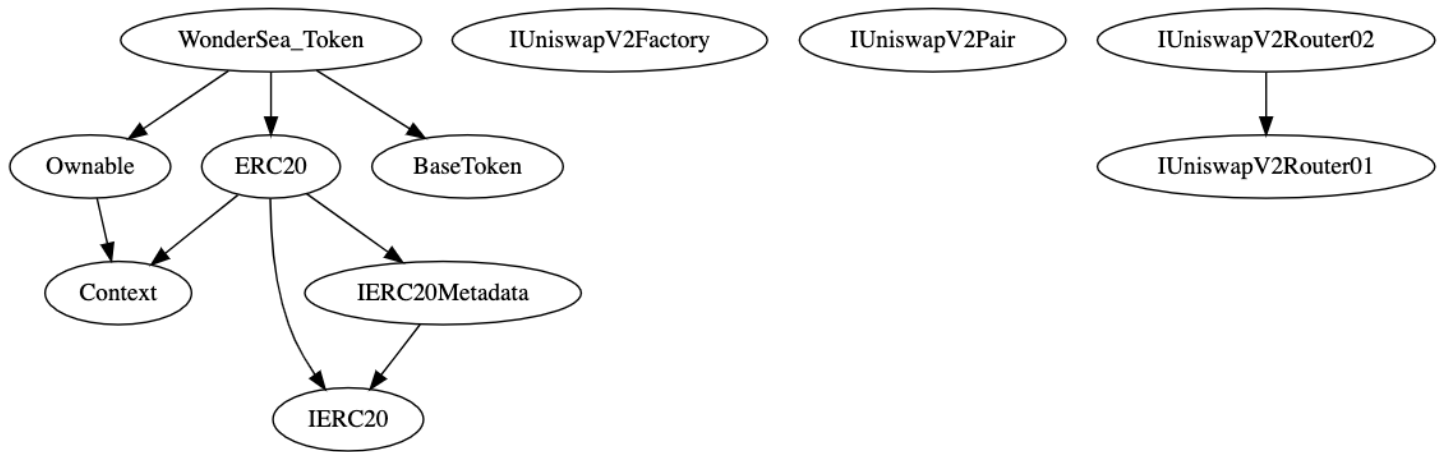 WonderSea_Token
IUniswapV2Factory
IUniswapV2Pair
IUniswapV2Router02
Ownable
ERC20
BaseToken
IUniswapV2Router01
Context
IERC20Metadata
IERC20